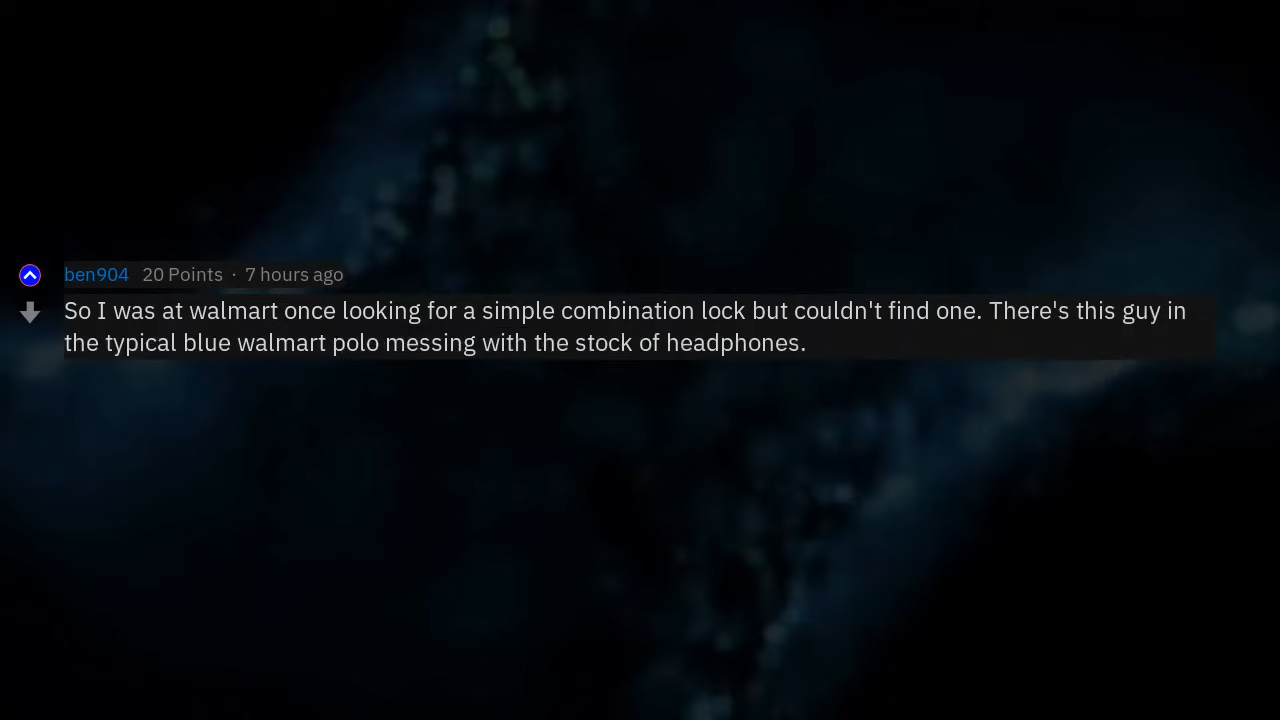 ben904 20 Points · 7 hours ago
So I was at walmart once looking for a simple combination lock but couldn't find one. There's this guy in
the typical blue walmart polo messing with the stock of headphones.